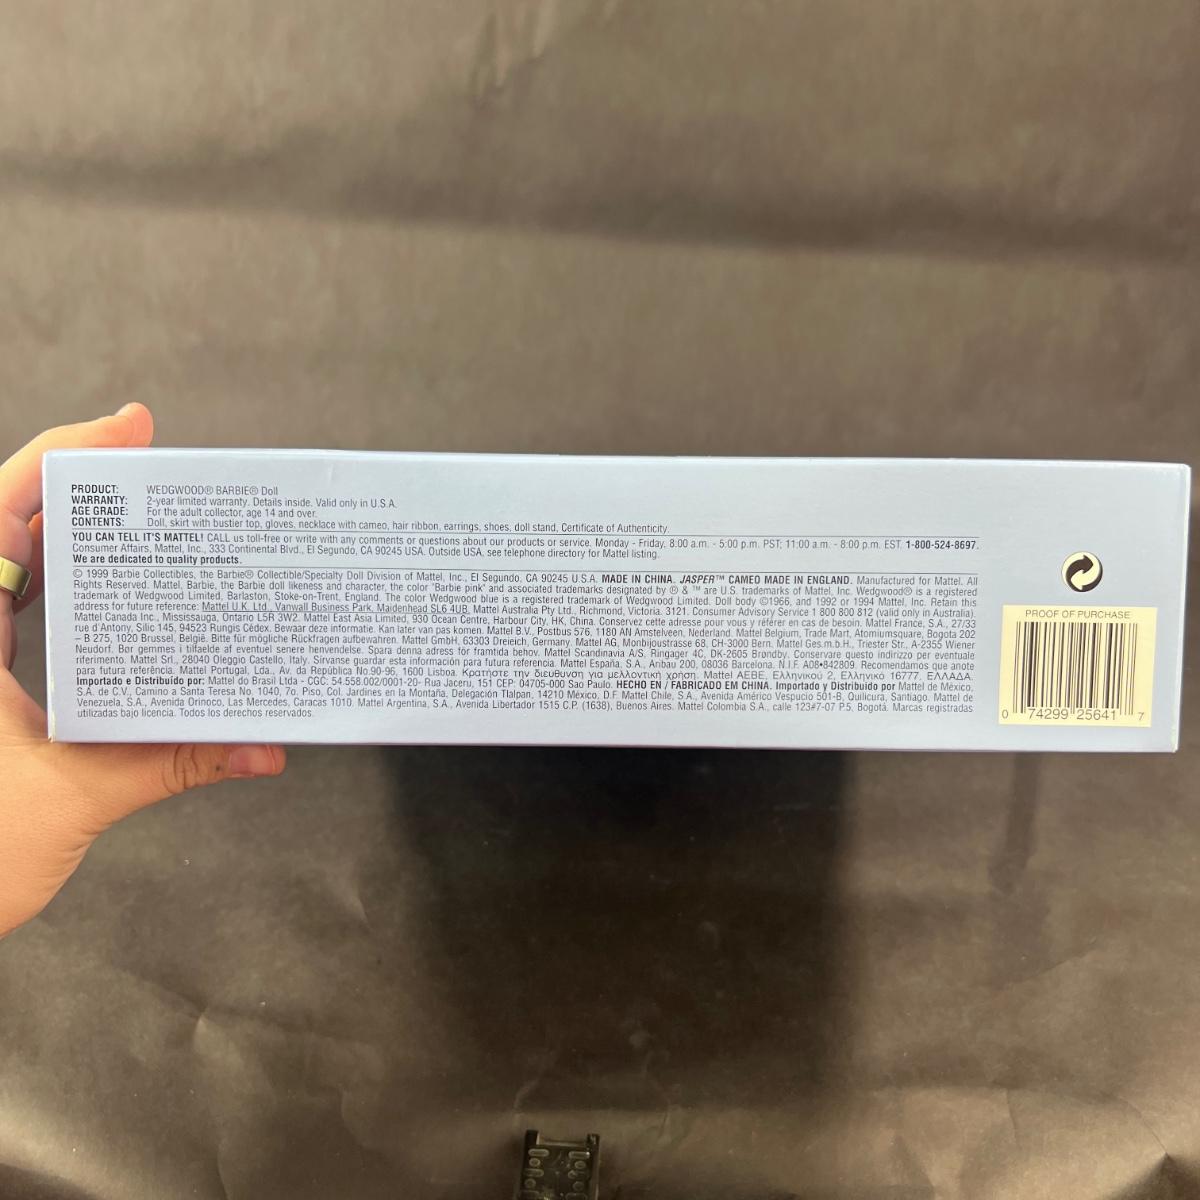 PRODUCT: WEDGWOOD® BARBIE® Doll
WARRANTY: 2-year limited warranty. Details inside. Valid only in U.S.A.
AGE GRADE: For the adult collector, age 14 and over.
CONTENTS: Doll, skirt with bustier top, gloves, necklace with cameo, hair ribbon, earrings, shoes, doll stand, Certificate of Authenticity.
YOU CAN TELL IT'S MATTEL! CALL us toll-free or write with any comments or questions about our products or service. Monday - Friday, 8:00 a.m. - 5:00 p.m. PST; 11:00 a.m. - 8:00 p.m. EST. 1-800-524-8697.
Consumer Affairs, Mattel, Inc., 333 Continental Blvd., El Segundo, CA 90245 USA. Outside USA, see telephone directory for Mattel listing.
We are dedicated to quality products.
© 1999 Barbie Collectibles, the Barbie® Collectible/Specialty Doll Division of Mattel, Inc., El Segundo, CA 90245 U.S.A. MADE IN CHINA. JASPER™ CAMEO MADE IN ENGLAND. Manufactured for Mattel. All
Rights Reserved. Mattel, Barbie, the Barbie doll likeness and character, the color "Barbie pink" and associated trademarks designated by ® & ™ are U.S. trademarks of Mattel, Inc. Wedgwood® is a registered
trademark of Wedgwood Limited, Barlaston, Stoke-on-Trent, England. The color Wedgwood blue is a registered trademark of Wedgwood Limited. Doll body ©1966, and 1992 or 1994 Mattel, Inc. Retain this
address for future reference: Mattel U.K. Ltd., Vanwall Business Park, Maidenhead SL6 4UB. Mattel Australia Pty Ltd., Richmond, Victoria. 3121. Consumer Advisory Service 1 800 800 812 (valid only in Australia).
Mattel Canada Inc., Mississauga, Ontario L5R 3W2. Mattel East Asia Limited, 930 Ocean Centre, Harbour City, HK, China. Conservez cette adresse pour vous y référer en cas de besoin. Mattel France, S.A., 27/33
rue d'Antony, Silic 145, 94523 Rungis Cédex. Bewaar deze informatie. Kan later van pas komen. Mattel B.V., Postbus 576, 1180 AN Amstelveen, Nederland. Mattel Belgium, Trade Mart, Atomiumsquare, Bogota 202
– B 275, 1020 Brussel, België. Bitte für mögliche Rückfragen aufbewahren. Mattel GmbH, 63303 Dreieich, Germany. Mattel AG, Monbijoustrasse 68, CH-3000 Bern. Mattel Ges.m.b.H., Triester Str., A-2355 Wiener
Neudorf. Bør gemmes i tilfælde af eventuel senere henvendelse. Spara denna adress för framtida behov. Mattel Scandinavia A/S, Ringager 4C, DK-2605 Brøndby. Conservare questo indirizzo per eventuale
riferimento. Mattel Srl., 28040 Oleggio Castello, Italy. Sírvanse guardar esta información para futura referencia. Mattel España, S.A., Aribau 200, 08036 Barcelona. N.I.F. A08•842809. Recomendamos que anote
para futura referência. Mattel Portugal, Lda., Av. da República No.90-96, 1600 Lisboa. Κρατήστε την διεύθυνση για μελλοντική χρήση. Mattel AEBE, Ελληνικού 2, Ελληνικό 16777, ΕΛΛΑΔΑ.
Importado e Distribuído por: Mattel do Brasil Ltda - CGC: 54.558.002/0001-20- Rua Jaceru, 151 CEP: 04705-000 Sao Paulo. HECHO EN / FABRICADO EM CHINA. Importado y Distribuido por Mattel de México,
S.A. de C.V., Camino a Santa Teresa No. 1040, 7o. Piso, Col. Jardines en la Montaña, Delegación Tlalpan, 14210 México, D.F. Mattel Chile, S.A., Avenida Américo Vespucio 501-B, Quilicura, Santiago. Mattel de
Venezuela, S.A., Avenida Orinoco, Las Mercedes, Caracas 1010. Mattel Argentina, S.A., Avenida Libertador 1515 C.P. (1638), Buenos Aires. Mattel Colombia S.A., calle 123#7-07 P.5, Bogotá. Marcas registradas
utilizadas bajo licencia. Todos los derechos reservados.
PROOF OF PURCHASE
0 74299 25641 7